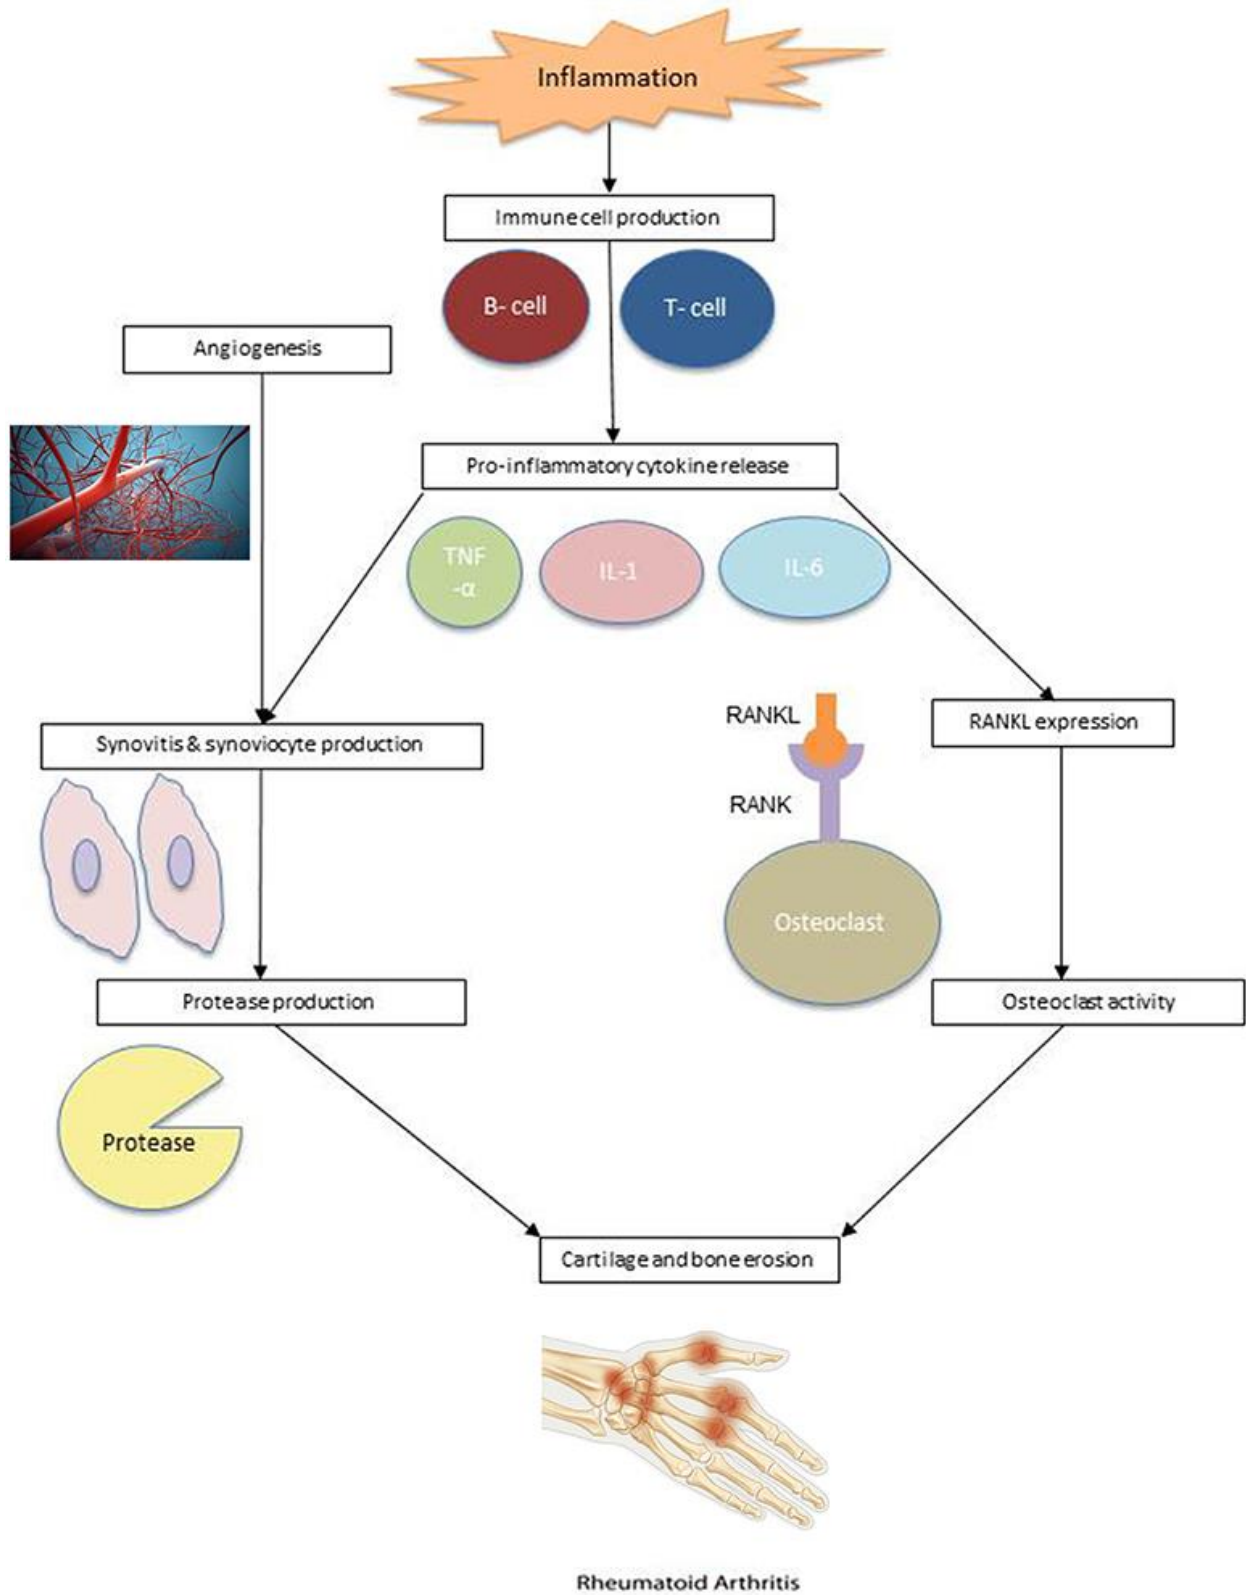 Inflammation
Immune cell production
B- cell
T- cell
Angiogenesis
Pro-inflammatory cytokine release
TNF
-α
IL-1
IL-6
RANKL
RANKL expression
Synovitis & synoviocyte production
RANK
Osteoclast
Protease production
Osteoclast activity
Protease
Cartilage and bone erosion
Rheumatoid Arthritis